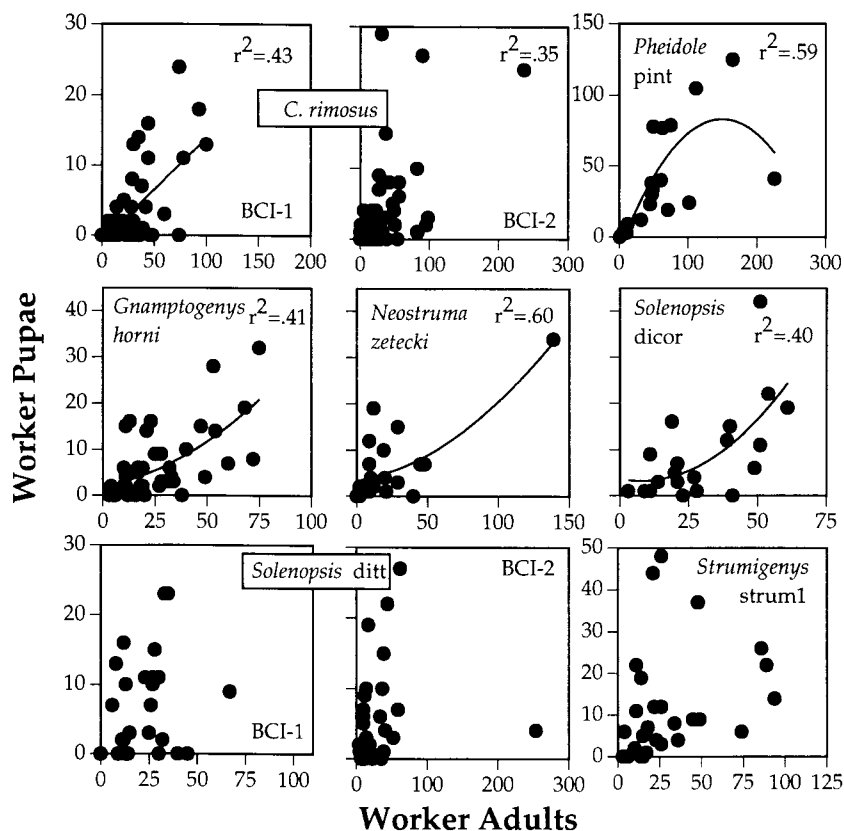 30
20
10
0
r²=.43
BCI-1
0 50 100 150 200
C. rimosus
r²=.35
BCI-2
0 100 200 300
150
100
50
0
Pheidole
pint
r²=.59
0 100 200 300
Worker Pupae
40
30
20
10
0
Gnamptogenys
horni
r²=.41
0 25 50 75 100
Neostruma
zetecki
r²=.60
0 50 100 150
Solenopsis
dicor
r²=.40
0 25 50 75
30
20
10
0
BCI-1
0 25 50 75 100
Solenopsis ditt
BCI-2
0 100 200 300
50
40
30
20
10
0
Strumigenys
strum1
0 25 50 75 100 125
Worker Adults